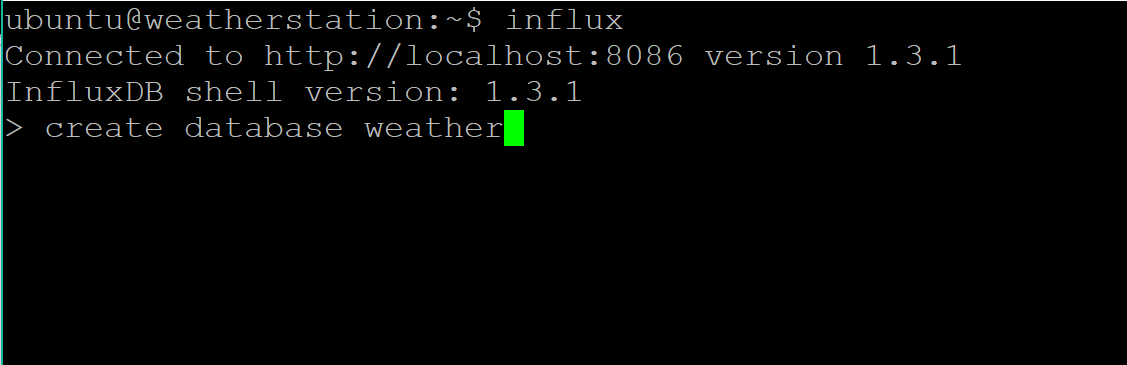 ubuntu@weatherstation:~$ influx
Connected to http://localhost:8086 version 1.3.1
InfluxDB shell version: 1.3.1
> create database weather